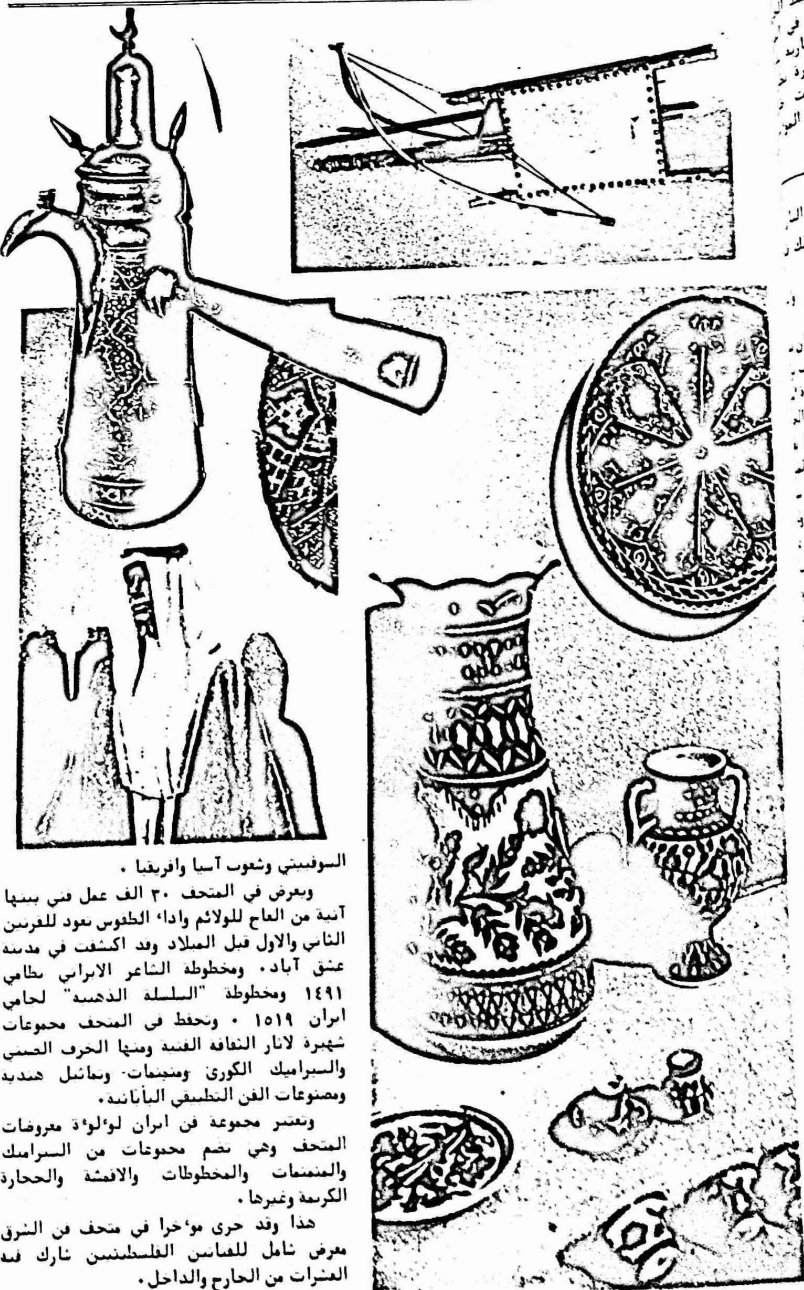 السوفييتي وشعوب آسيا وافريقيا .
ويعرض في المتحف ٣٠ الف عمل فني بينها
آنية من العاج للولائم واداء الطقوس تعود للقرنين
الثاني والاول قبل الميلاد وقد اكتشفت في مدينة
عشق آباد. ومخطوطة الشاعر الايراني نظامي
١٤٩١ ومخطوطة "السلسلة الذهبية" لجامي
ايران ١٥١٩ . وتحفظ في المتحف مجموعات
شهيرة لاثار الثقافة الفنية ومنها الخزف الصيني
والسيراميك الكوري ومنمنمات وتماثيل هندية
ومصنوعات الفن التطبيقي اليابانية.
وتعتبر مجموعة فن ايران لوءلوءة معروضات
المتحف وهي تضم مجموعات من السيراميك
والمنمنمات والمخطوطات والاقمشة والحجارة
الكريمة وغيرها .
هذا وقد جرى موءخرا في متحف فن الشرق
معرض شامل للفنانين الفلسطينيين شارك فيه
العشرات من الخارج والداخل.